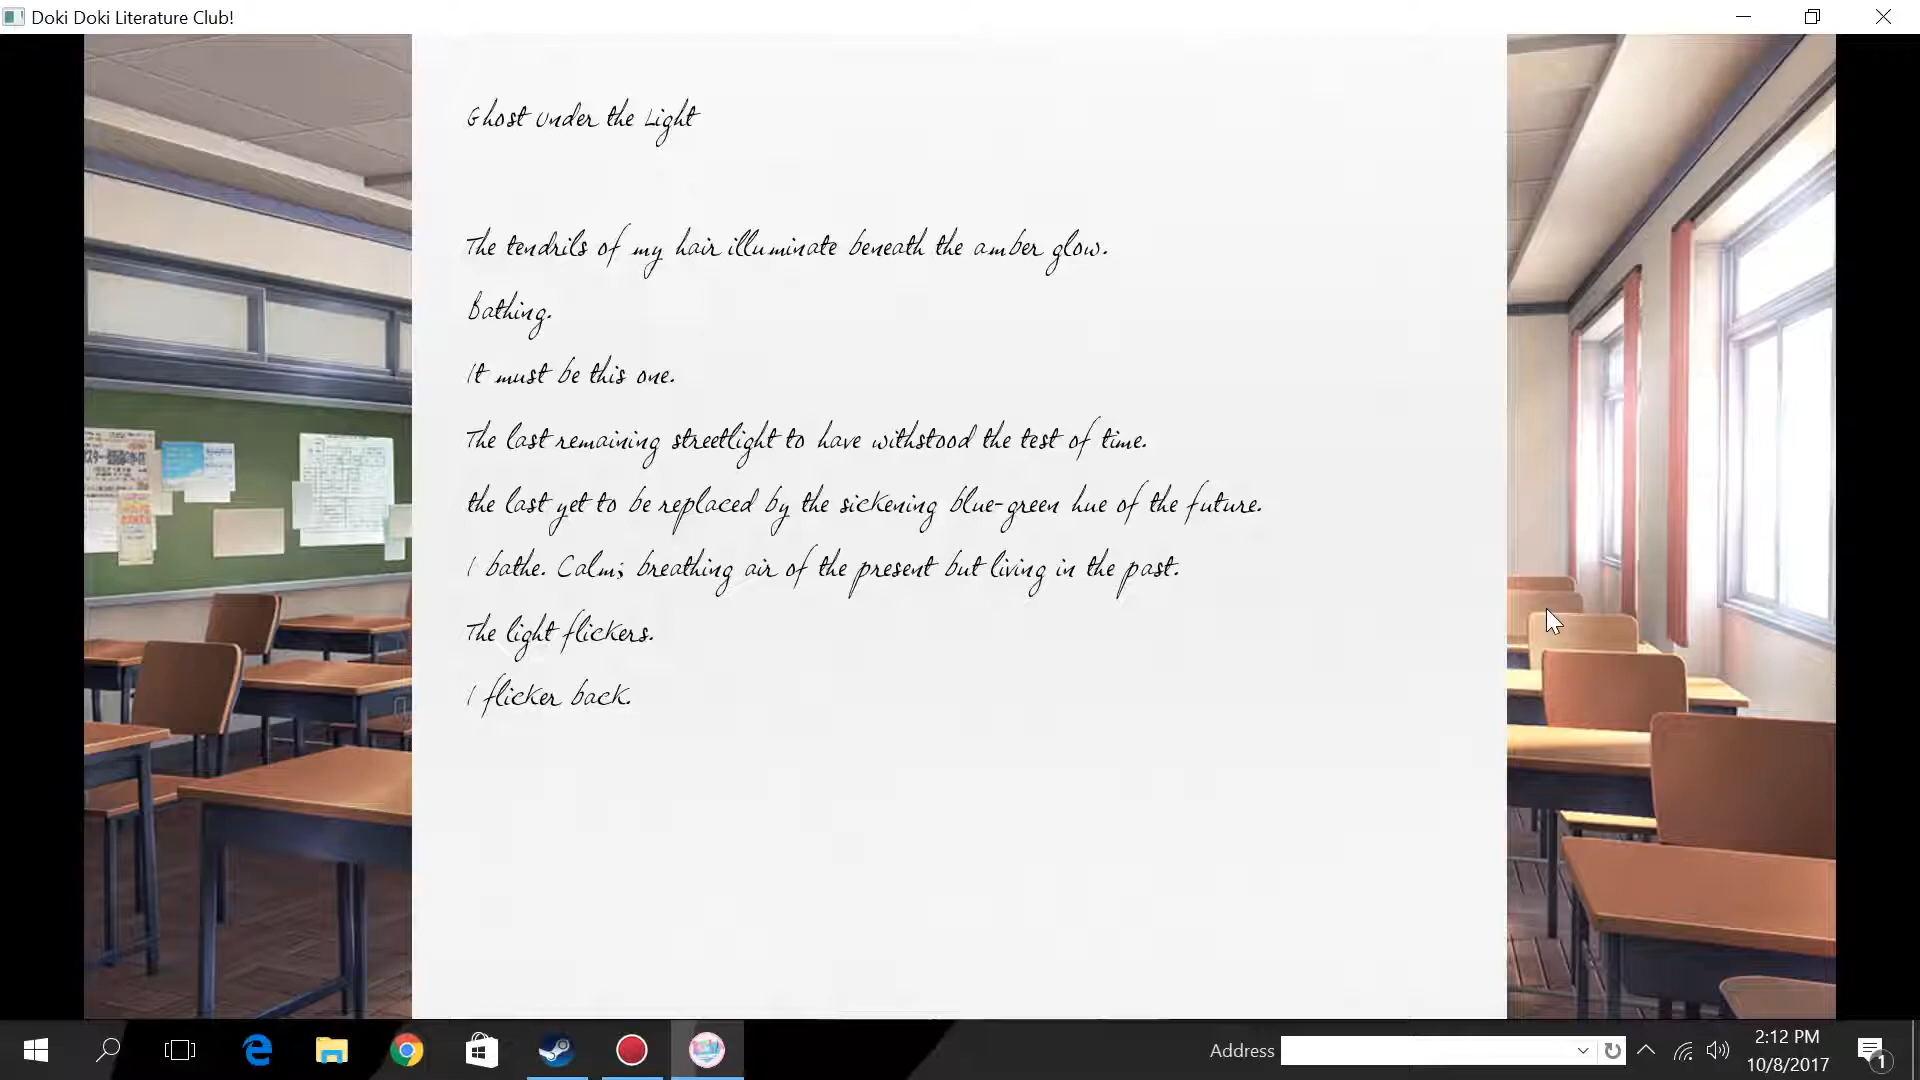 Doki Doki Literature Club!
Ghost Under the Light
The tendrils of my hair illuminate beneath the amber glow.
Bathing.
It must be this one.
The last remaining streetlight to have withstood the test of time.
the last yet to be replaced by the sickening blue-green hue of the future.
I bathe. Calm; breathing air of the present but living in the past.
The light flickers.
I flicker back.
Address
2:12 PM
10/8/2017
1